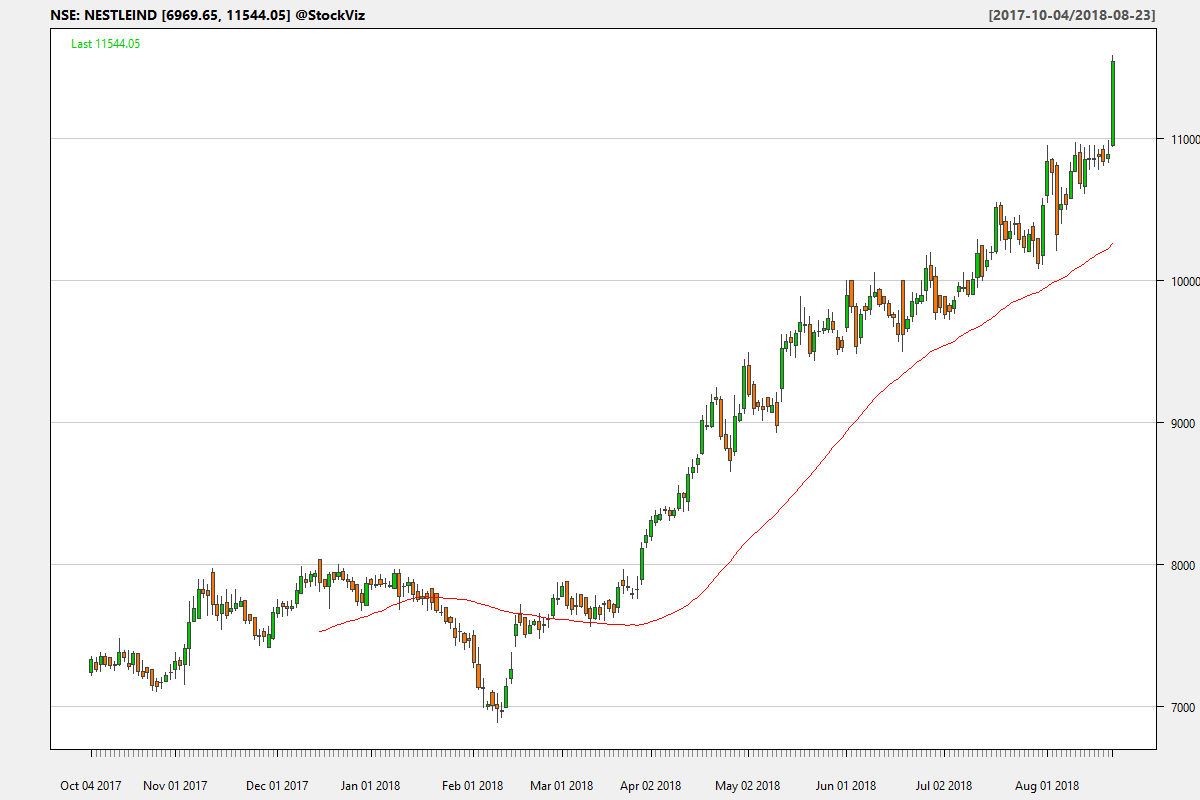 NSE: NESTLEIND [6969.65, 11544.05] @StockViz
[2017-10-04/2018-08-23]
Last 11544.05
11000
10000
9000
8000
7000
Oct 04 2017 Nov 01 2017 Dec 01 2017 Jan 01 2018 Feb 01 2018 Mar 01 2018 Apr 02 2018 May 02 2018 Jun 01 2018 Jul 02 2018 Aug 01 2018